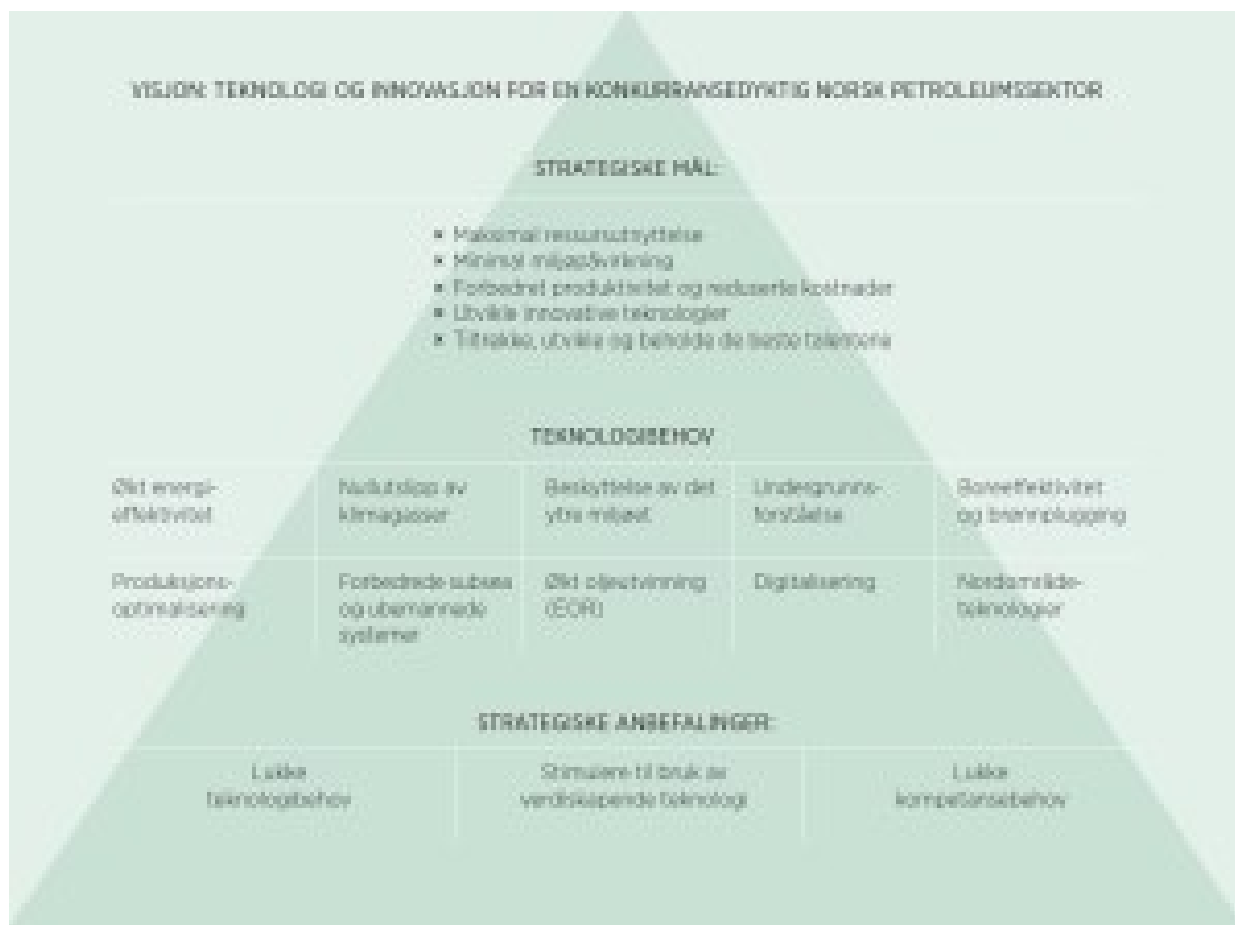 VISJON: TEKNOLOGI OG INNOVASJON FOR EN KONKURRANSEDYKTIG NORSK PETROLEUMSSEKTOR
STRATEGISKE MÅL:
• Maksimal ressursutnyttelse
• Minimal miljøpåvirkning
• Forbedret produktivitet og reduserte kostnader
• Utvikle innovative teknologier
• Tiltrekke, utvikle og beholde de beste talentene
TEKNOLOGIBEHOV
Økt energi-
effektivitet
Nullutslipp av
klimagasser
Beskyttelse av det
ytre miljøet
Undergrunns-
forståelse
Boreeffektivitet
og brønnplugging
Produksjons-
optimalisering
Forbedrede subsea
og ubemannede
systemer
Økt oljeutvinning
(EOR)
Digitalisering
Nordområde-
teknologier
STRATEGISKE ANBEFALINGER:
Lukke
teknologibehov
Stimulere til bruk av
verdiskapende teknologi
Lukke
kompetansebehov